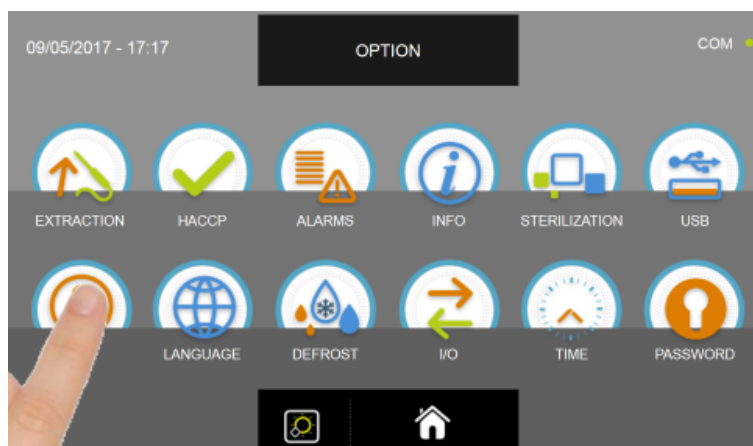 09/05/2017 - 17:17
OPTION
COM
EXTRACTION
HACCP
ALARMS
INFO
STERILIZATION
USB
LANGUAGE
DEFROST
I/O
TIME
PASSWORD